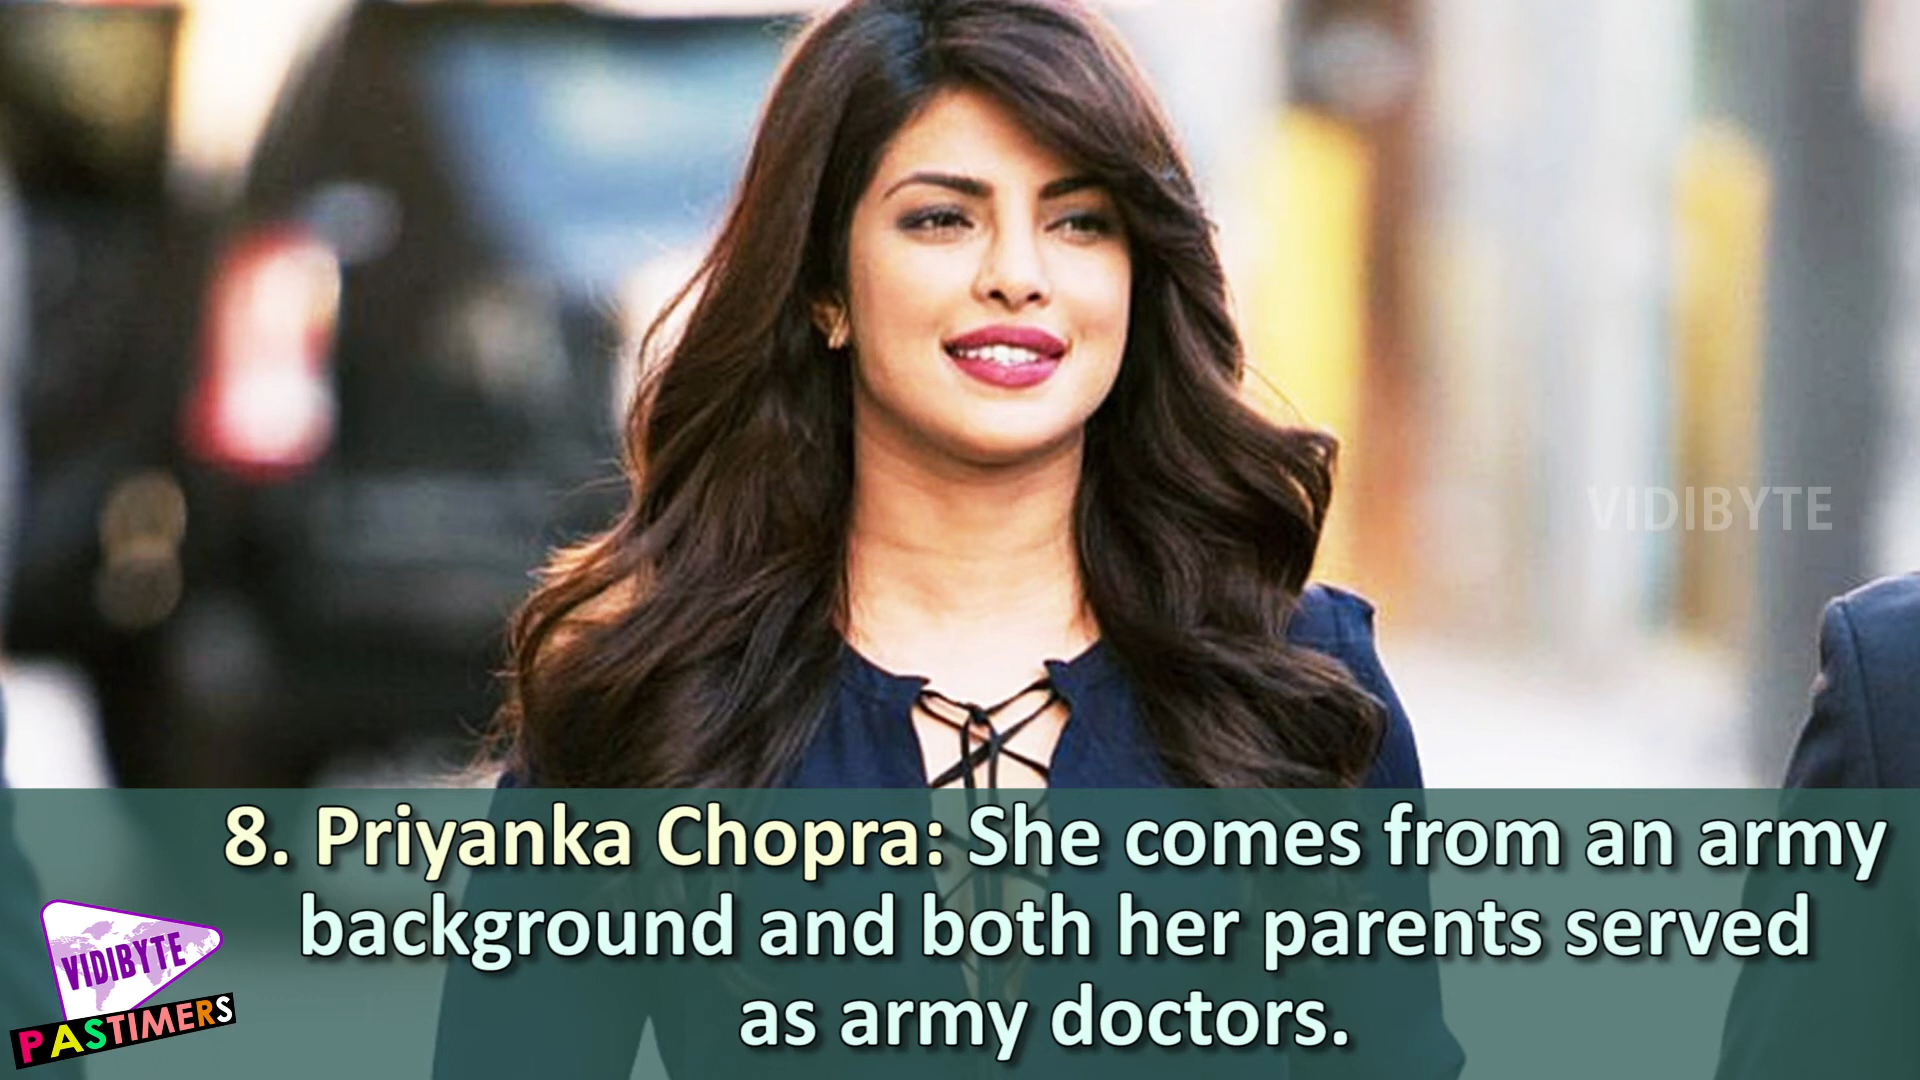 VIDIBYTE
8. Priyanka Chopra: She comes from an army
background and both her parents served
as army doctors.
VIDIBYTE
PASTIMERS